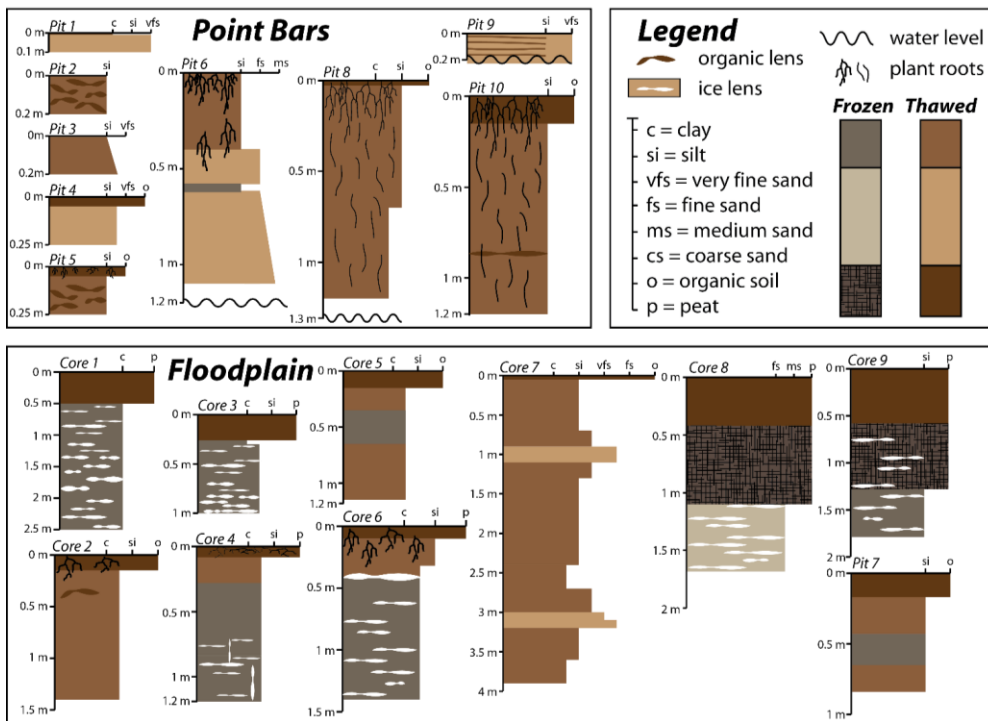 Point Bars
Pit 1
c si vfs
0 m
0.1 m
Pit 2
si
0 m
0.2 m
Pit 3
si vfs
0 m
0.2m
Pit 4
si vfs o
0 m
0.25 m
Pit 5
si o
0 m
0.25 m
Pit 6
si fs ms
0 m
0.5 m
1 m
1.2 m
Pit 8
c si o
0 m
0.5 m
1 m
1.3 m
Pit 9
si vfs
0 m
0.2 m
Pit 10
si o
0 m
0.5 m
1 m
1.2 m
Legend
organic lens
ice lens
water level
plant roots
c = clay
si = silt
vfs = very fine sand
fs = fine sand
ms = medium sand
cs = coarse sand
o = organic soil
p = peat
Frozen Thawed
Floodplain
Core 1
c p
0 m
0.5 m
1 m
1.5 m
2 m
2.5 m
Core 2
c si o
0 m
0.5 m
1 m
1.5 m
Core 3
c si p
0 m
0.5 m
1 m
Core 4
c si p
0 m
0.5 m
1 m
1.2 m
Core 5
c si o
0 m
0.5 m
1 m
1.2 m
Core 6
c si p
0 m
0.5 m
1 m
1.5 m
Core 7
c si vfs fs o
0 m
0.5 m
1 m
2 m
2.5 m
3 m
3.5 m
4 m
Core 8
fs ms p
0 m
0.5 m
1 m
1.5 m
2 m
Core 9
si p
0 m
0.5 m
1 m
1.5 m
2 m
Pit 7
si o
0 m
0.5 m
1 m